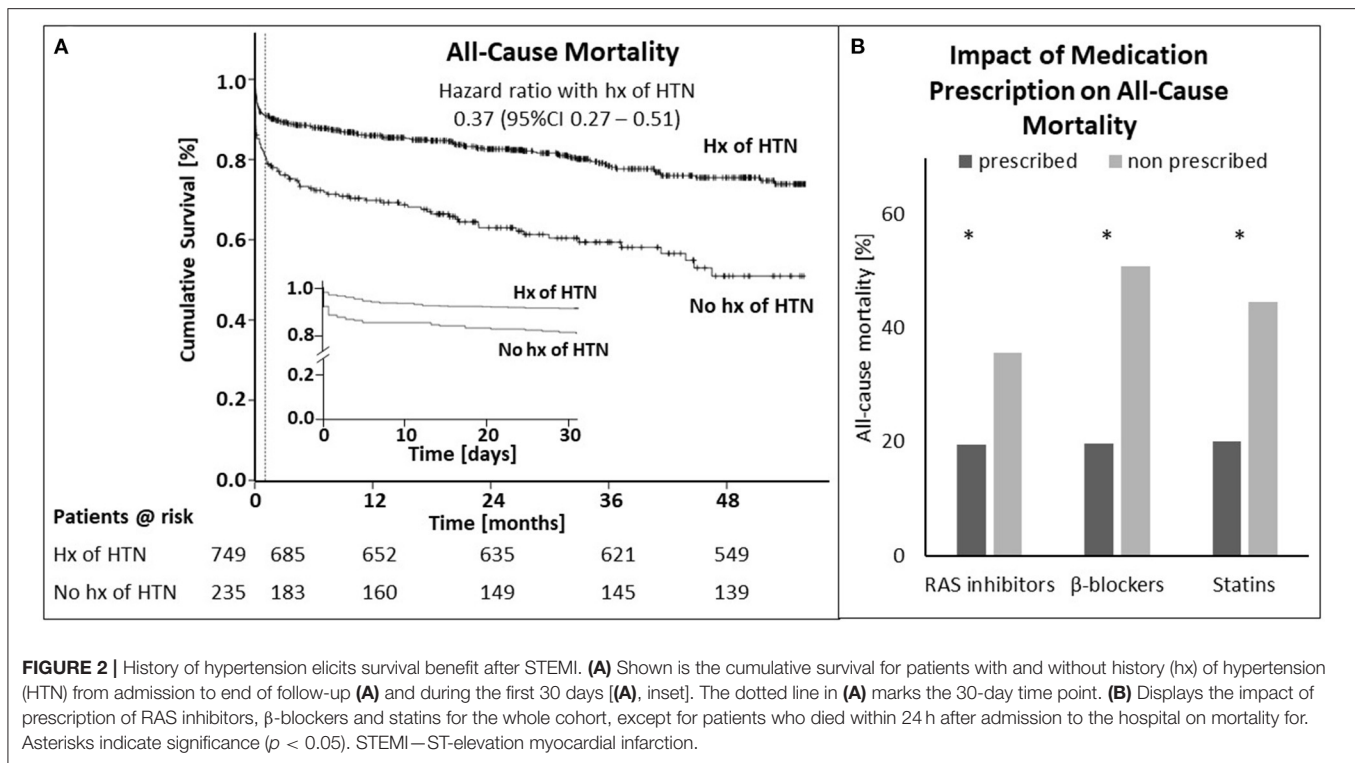 A
All-Cause Mortality
Hazard ratio with hx of HTN
0.37 (95%CI 0.27 – 0.51)
Hx of HTN
No hx of HTN
Cumulative Survival [%]
1.0
0.8
0.6
0.4
0.2
0.0
1.0
0.8
0.2
0.0
Hx of HTN
No hx of HTN
0 10 20 30
Time [days]
0 12 24 36 48
Time [months]
Patients @ risk
Hx of HTN 749 685 652 635 621 549
No hx of HTN 235 183 160 149 145 139
B
Impact of Medication
Prescription on All-Cause
Mortality
prescribed non prescribed
All-cause mortality [%]
60
40
20
0
* * *
RAS inhibitors β-blockers Statins
FIGURE 2 | History of hypertension elicits survival benefit after STEMI. (A) Shown is the cumulative survival for patients with and without history (hx) of hypertension
(HTN) from admission to end of follow-up (A) and during the first 30 days [(A), inset]. The dotted line in (A) marks the 30-day time point. (B) Displays the impact of
prescription of RAS inhibitors, β-blockers and statins for the whole cohort, except for patients who died within 24 h after admission to the hospital on mortality for.
Asterisks indicate significance (p < 0.05). STEMI—ST-elevation myocardial infarction.